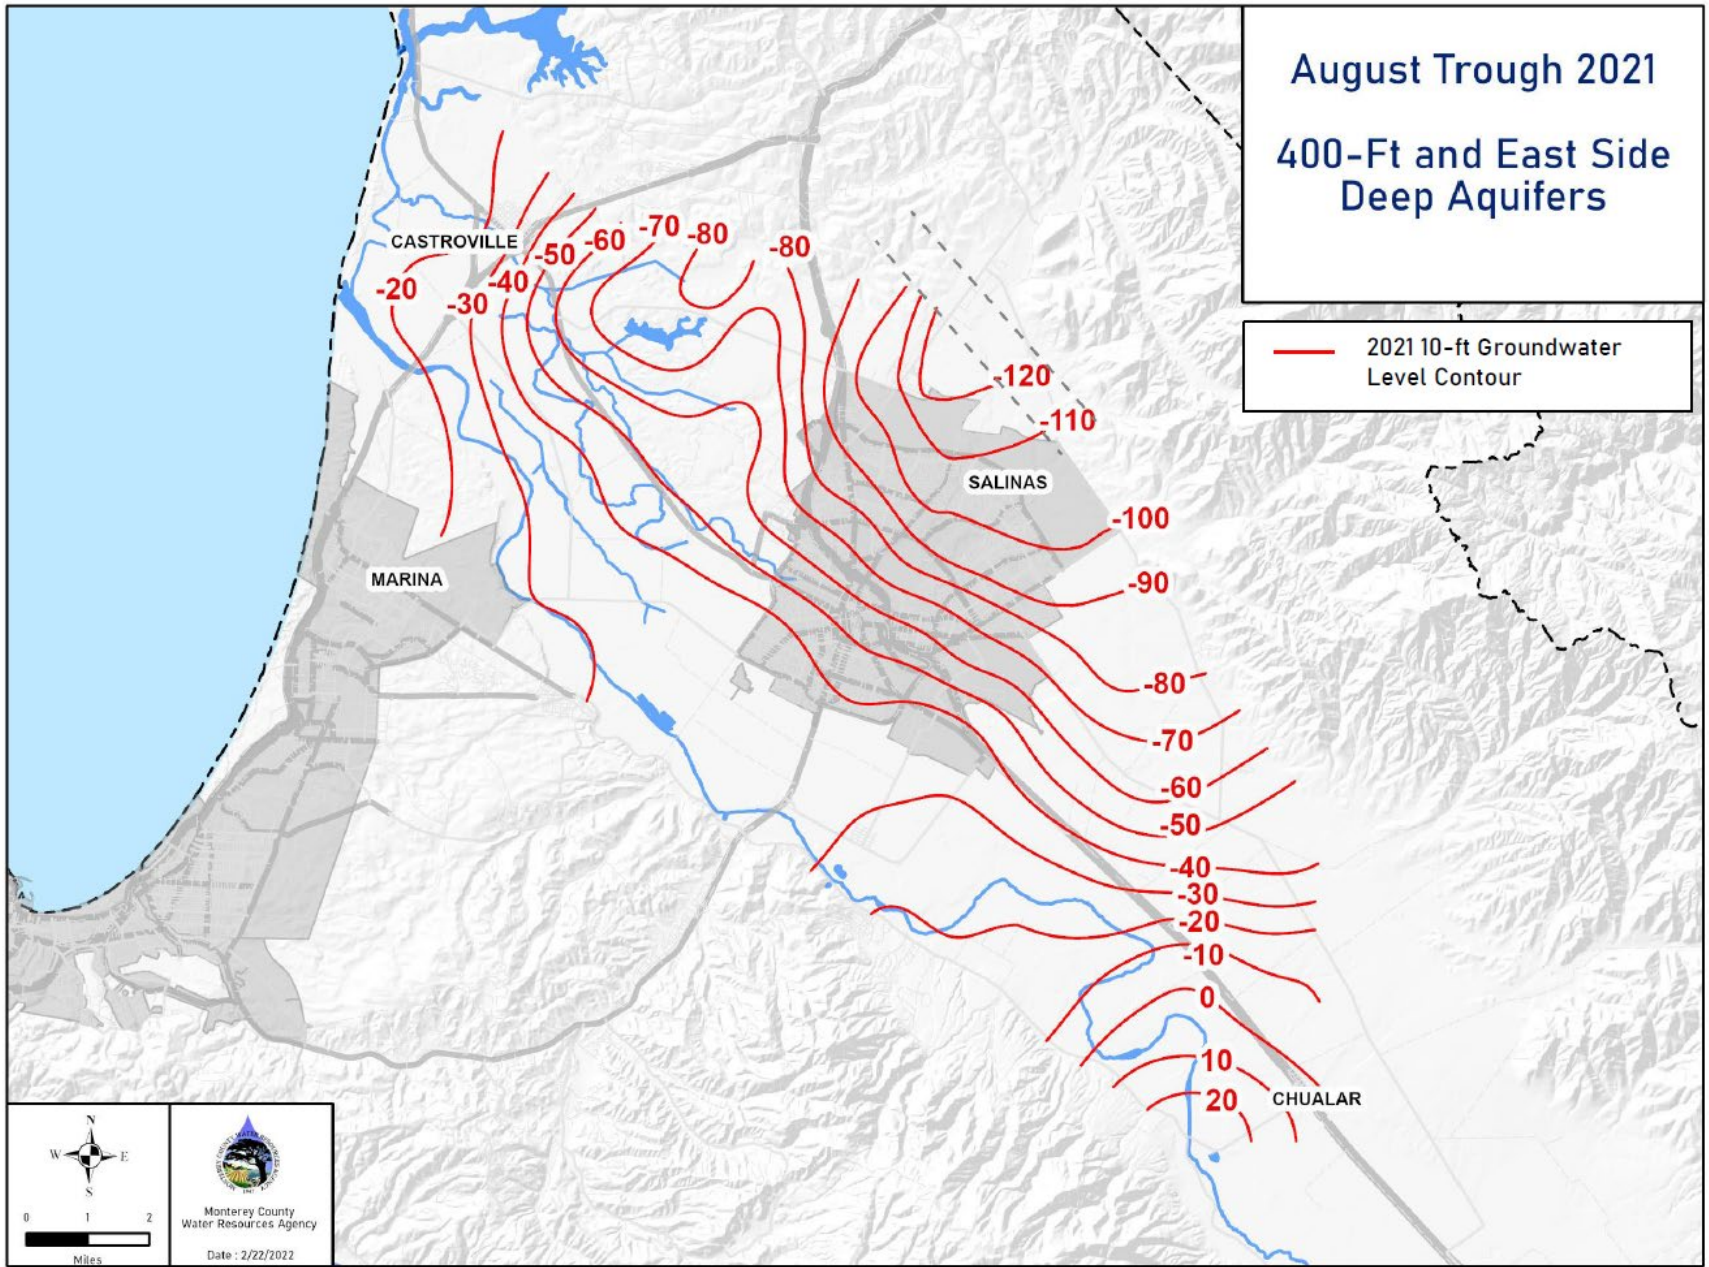 August Trough 2021
400-Ft and East Side
Deep Aquifers
2021 10-ft Groundwater
Level Contour
CASTROVILLE
-20
-30
-40
-50
-60
-70
-80
-80
-120
-110
SALINAS
-100
MARINA
-90
-80
-70
-60
-50
-40
-30
-20
-10
0
10
20
CHUALAR
N
W
E
S
0 1 2
Miles
Monterey County
Water Resources Agency
Date : 2/22/2022